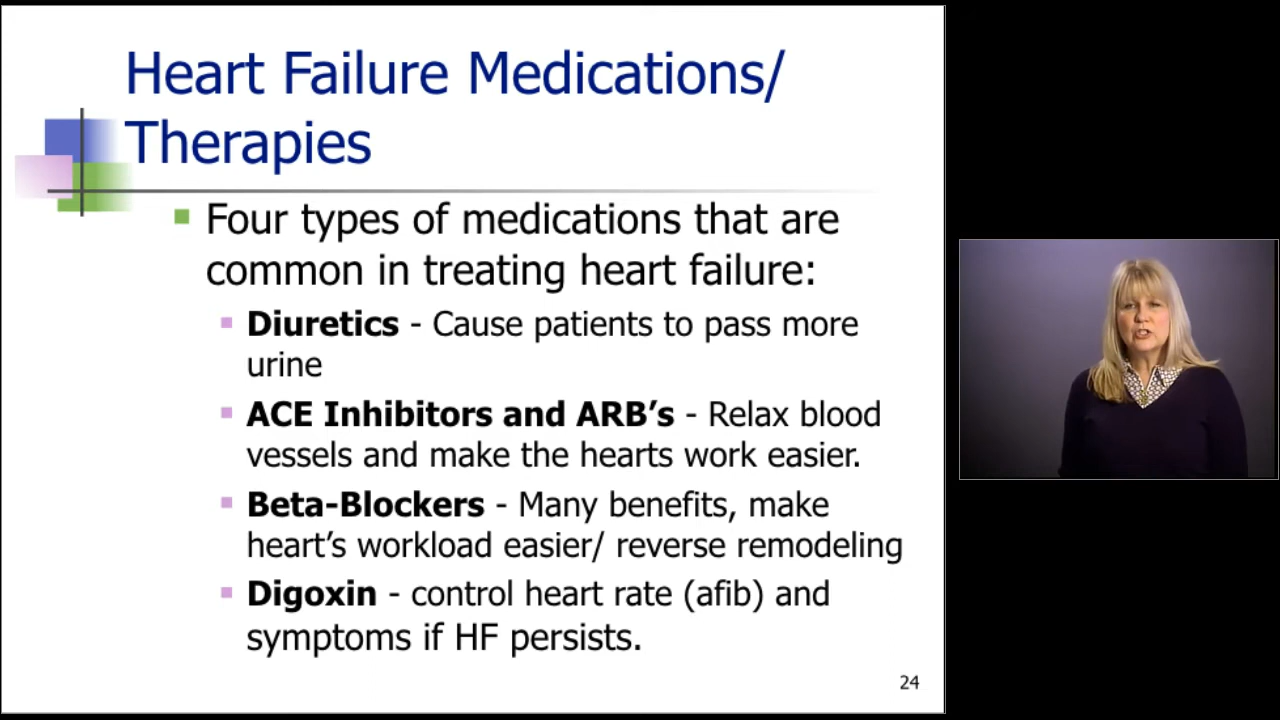 Heart Failure Medications/
Therapies
Four types of medications that are
common in treating heart failure:
Diuretics - Cause patients to pass more
urine
ACE Inhibitors and ARB’s - Relax blood
vessels and make the hearts work easier.
Beta-Blockers - Many benefits, make
heart’s workload easier/ reverse remodeling
Digoxin - control heart rate (afib) and
symptoms if HF persists.
24